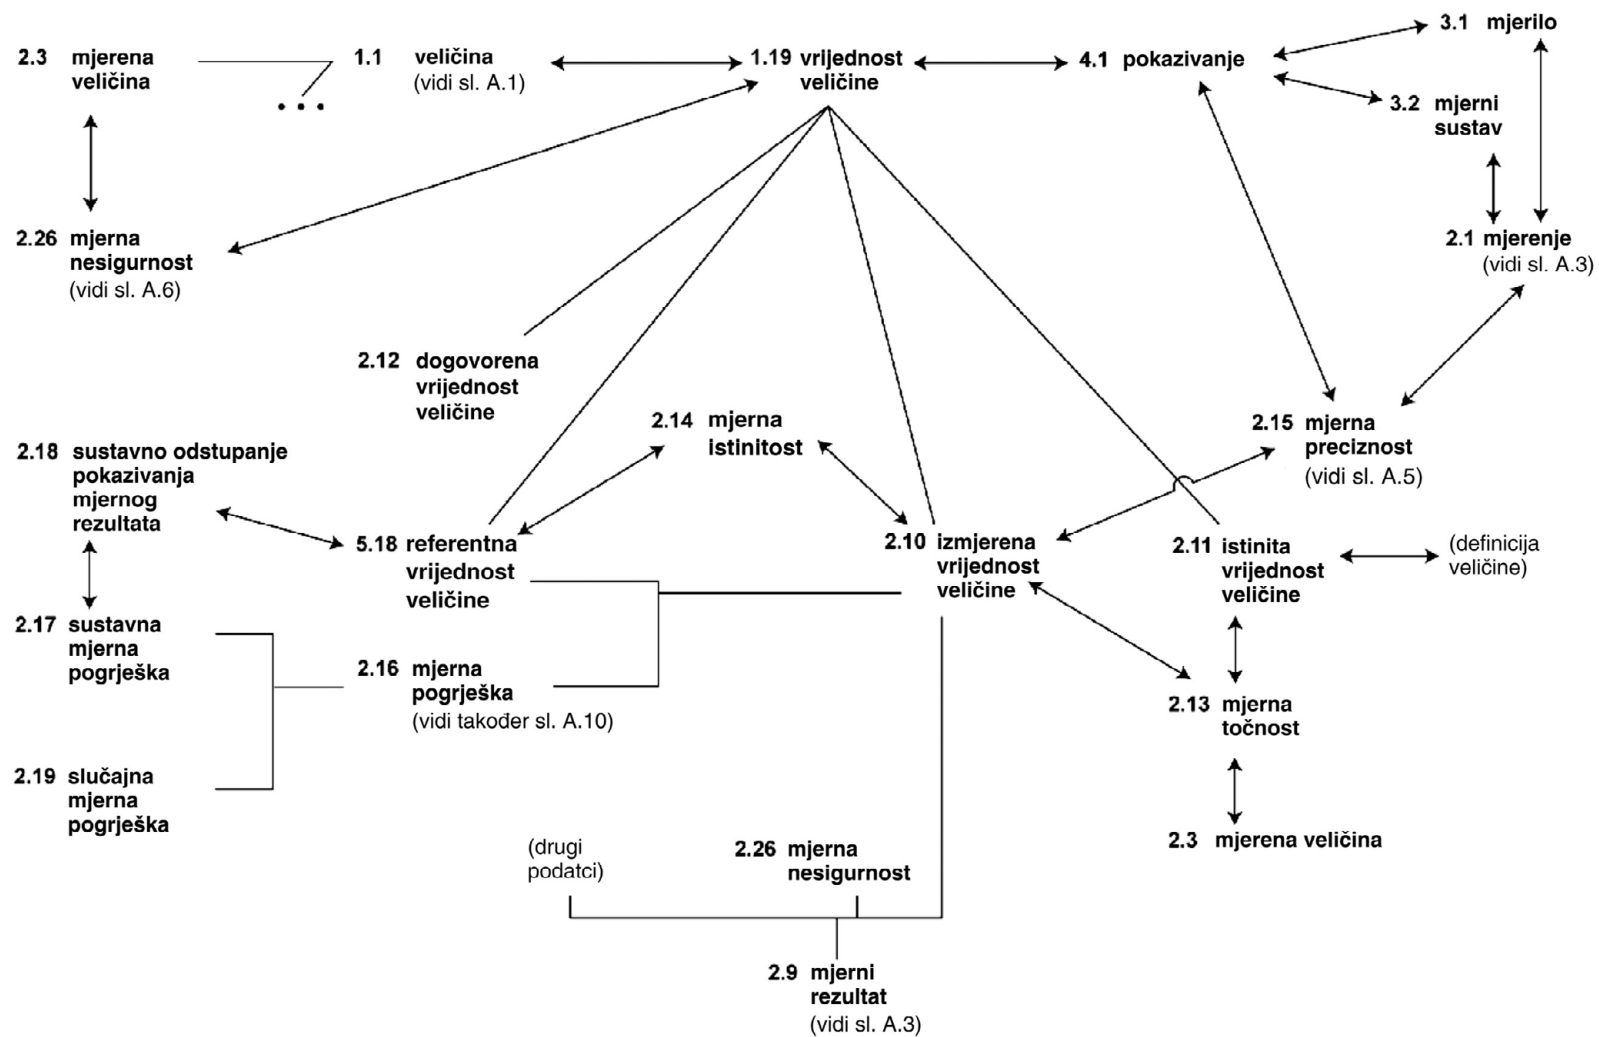 2.3 mjerena
veličina
1.1 veličina
(vidi sl. A.1)
1.19 vrijednost
veličine
4.1 pokazivanje
3.1 mjerilo
3.2 mjerni
sustav
2.26 mjerna
nesigurnost
(vidi sl. A.6)
2.1 mjerenje
(vidi sl. A.3)
2.12 dogovorena
vrijednost
veličine
2.14 mjerna
istinitost
2.15 mjerna
preciznost
(vidi sl. A.5)
2.18 sustavno odstupanje
pokazivanja
mjernog
rezultata
5.18 referentna
vrijednost
veličine
2.10 izmjerena
vrijednost
veličine
2.11 istinita
vrijednost
veličine
(definicija
veličine)
2.17 sustavna
mjerna
pogrješka
2.16 mjerna
pogrješka
(vidi također sl. A.10)
2.13 mjerna
točnost
2.19 slučajna
mjerna
pogrješka
(drugi
podatci)
2.26 mjerna
nesigurnost
2.3 mjerena veličina
2.9 mjerni
rezultat
(vidi sl. A.3)